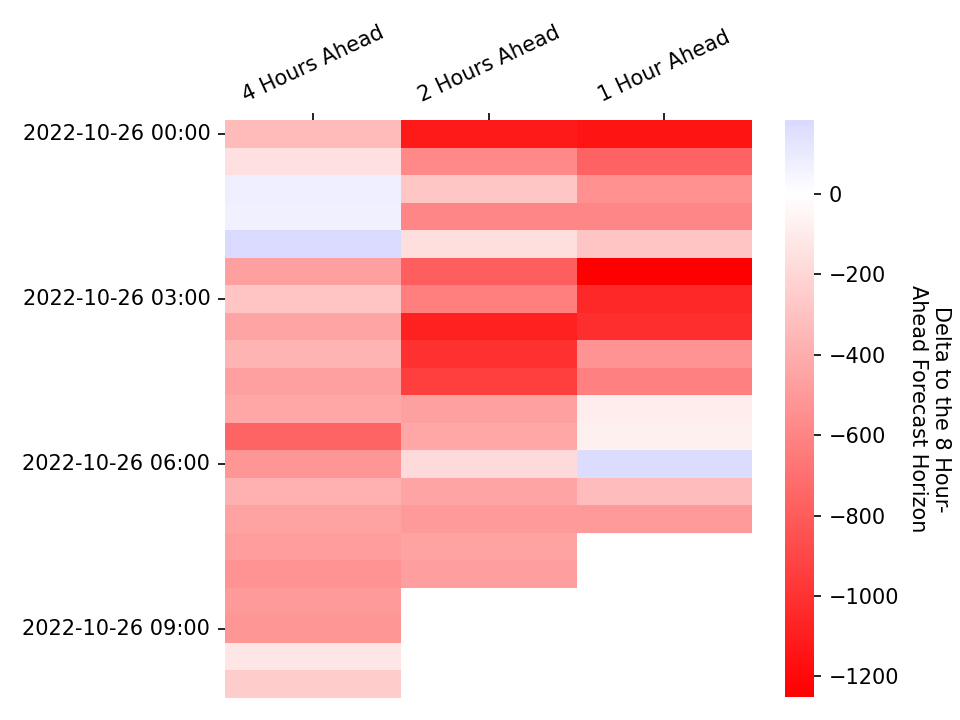 4 Hours Ahead
2 Hours Ahead
1 Hour Ahead
2022-10-26 00:00
2022-10-26 03:00
2022-10-26 06:00
2022-10-26 09:00
0
−200
−400
−600
−800
−1000
−1200
Delta to the 8 Hour-
Ahead Forecast Horizon